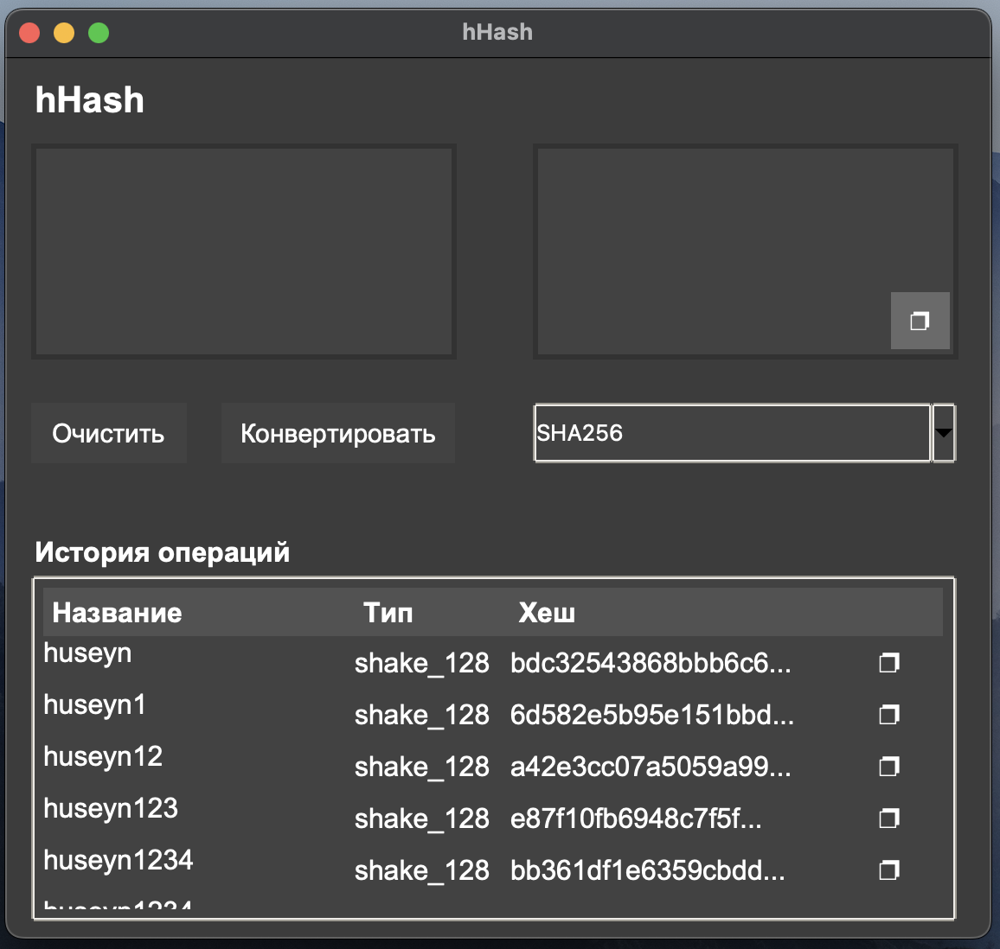 hHash
hHash
Очистить
Конвертировать
SHA256
История операций
Название Тип Хеш
huseyn shake_128 bdc32543868bbb6c6...
huseyn1 shake_128 6d582e5b95e151bbd...
huseyn12 shake_128 a42e3cc07a5059a99...
huseyn123 shake_128 e87f10fb6948c7f5f...
huseyn1234 shake_128 bb361df1e6359cbdd...
huseyn1234